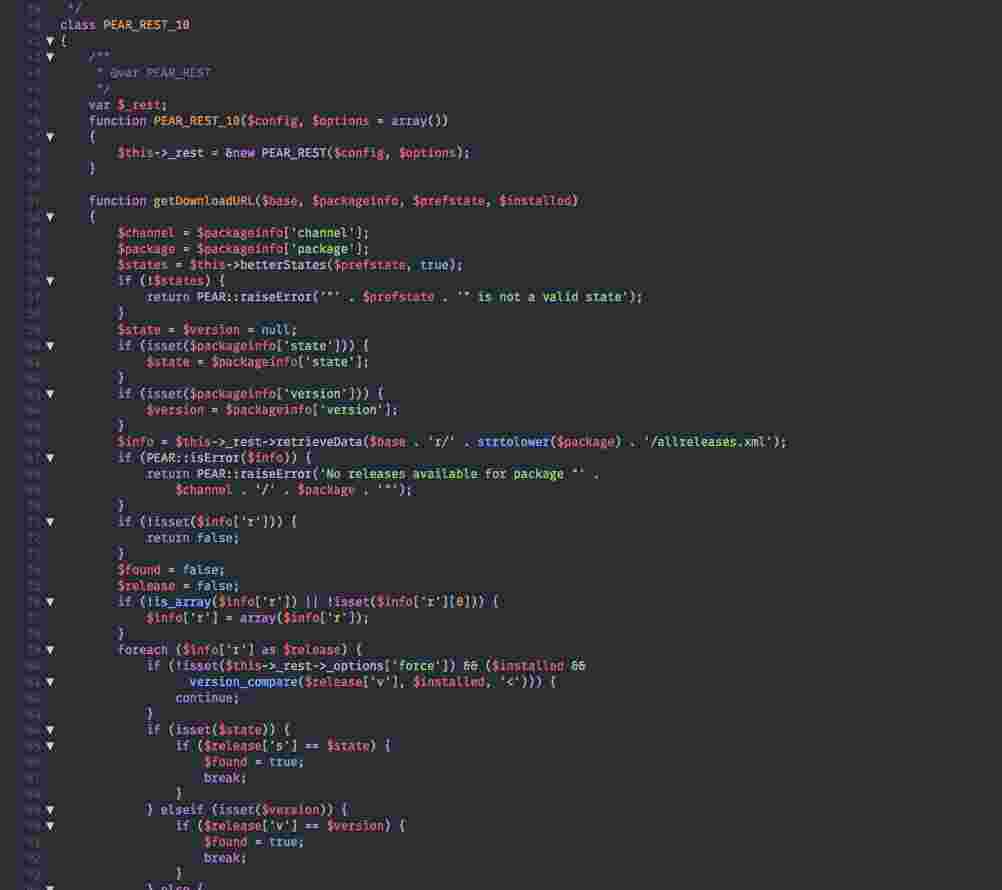 */
class PEAR_REST_10
{
/**
* @var PEAR_REST
*/
var $_rest;
function PEAR_REST_10($config, $options = array())
{
$this->_rest = &new PEAR_REST($config, $options);
}
function getDownloadURL($base, $packageinfo, $prefstate, $installed)
{
$channel = $packageinfo['channel'];
$package = $packageinfo['package'];
$states = $this->betterStates($prefstate, true);
if (!$states) {
return PEAR::raiseError('"' . $prefstate . '" is not a valid state');
}
$state = $version = null;
if (isset($packageinfo['state'])) {
$state = $packageinfo['state'];
}
if (isset($packageinfo['version'])) {
$version = $packageinfo['version'];
}
$info = $this->_rest->retrieveData($base . 'r/' . strtolower($package) . '/allreleases.xml');
if (PEAR::isError($info)) {
return PEAR::raiseError('No releases available for package "' .
$channel . '/' . $package . '"');
}
if (!isset($info['r'])) {
return false;
}
$found = false;
$release = false;
if (!is_array($info['r']) || !isset($info['r'][0])) {
$info['r'] = array($info['r']);
}
foreach ($info['r'] as $release) {
if (!isset($this->_rest->_options['force']) && ($installed &&
version_compare($release['v'], $installed, '<'))) {
continue;
}
if (isset($state)) {
if ($release['s'] == $state) {
$found = true;
break;
}
} elseif (isset($version)) {
if ($release['v'] == $version) {
$found = true;
break;
}
} else {